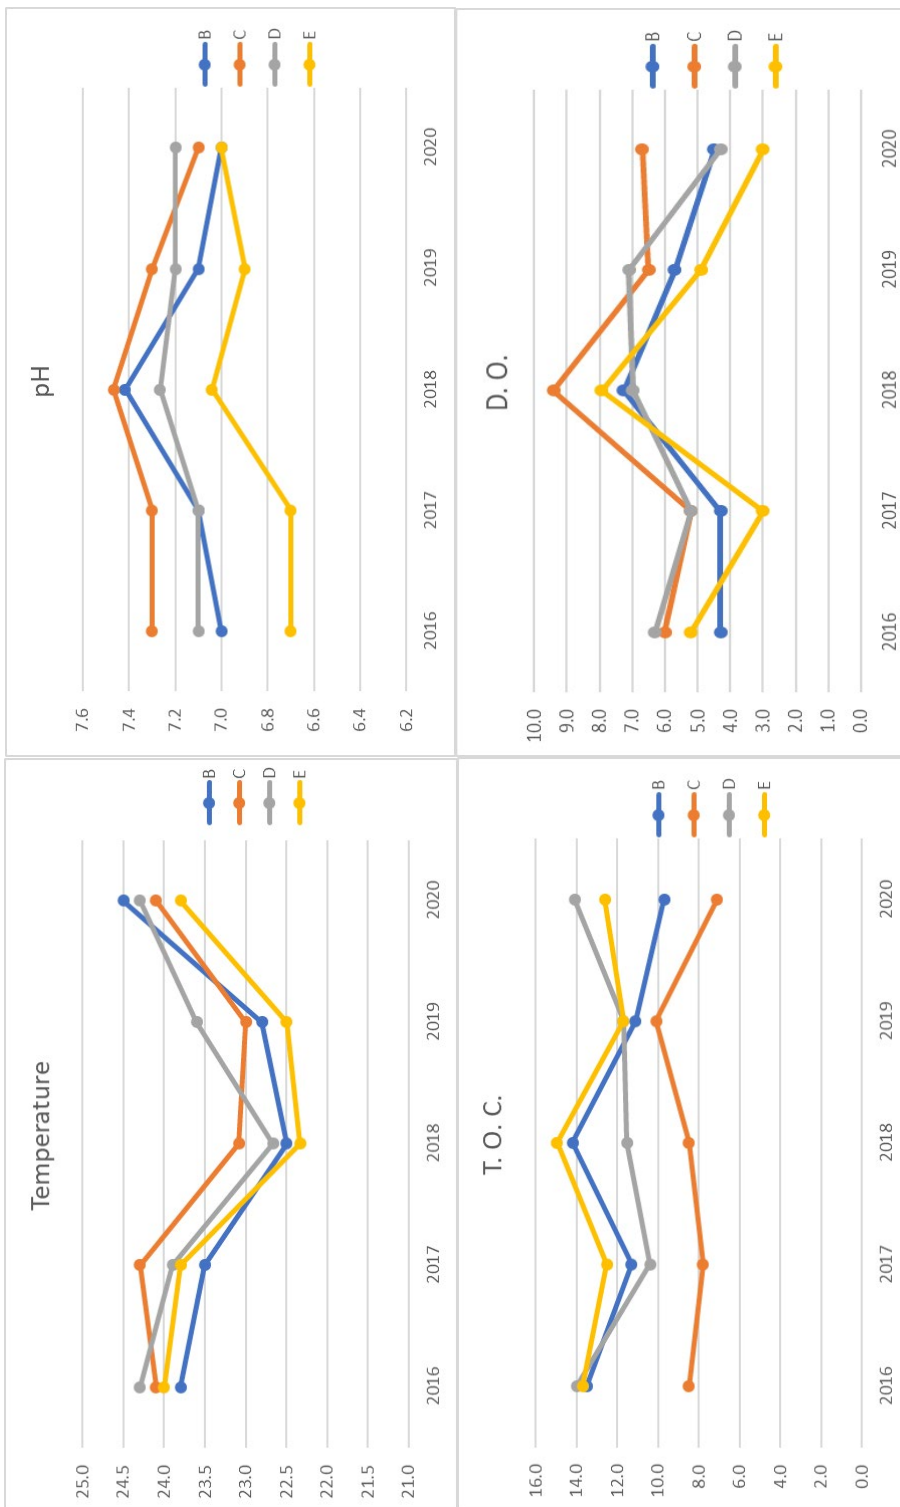 Temperature
25.0
24.5
24.0
23.5
23.0
22.5
22.0
21.5
21.0
2016 2017 2018 2019 2020
B
C
D
E
pH
7.6
7.4
7.2
7.0
6.8
6.6
6.4
6.2
2016 2017 2018 2019 2020
B
C
D
E
T. O. C.
16.0
14.0
12.0
10.0
8.0
6.0
4.0
2.0
0.0
2016 2017 2018 2019 2020
B
C
D
E
D. O.
10.0
9.0
8.0
7.0
6.0
5.0
4.0
3.0
2.0
1.0
0.0
2016 2017 2018 2019 2020
B
C
D
E